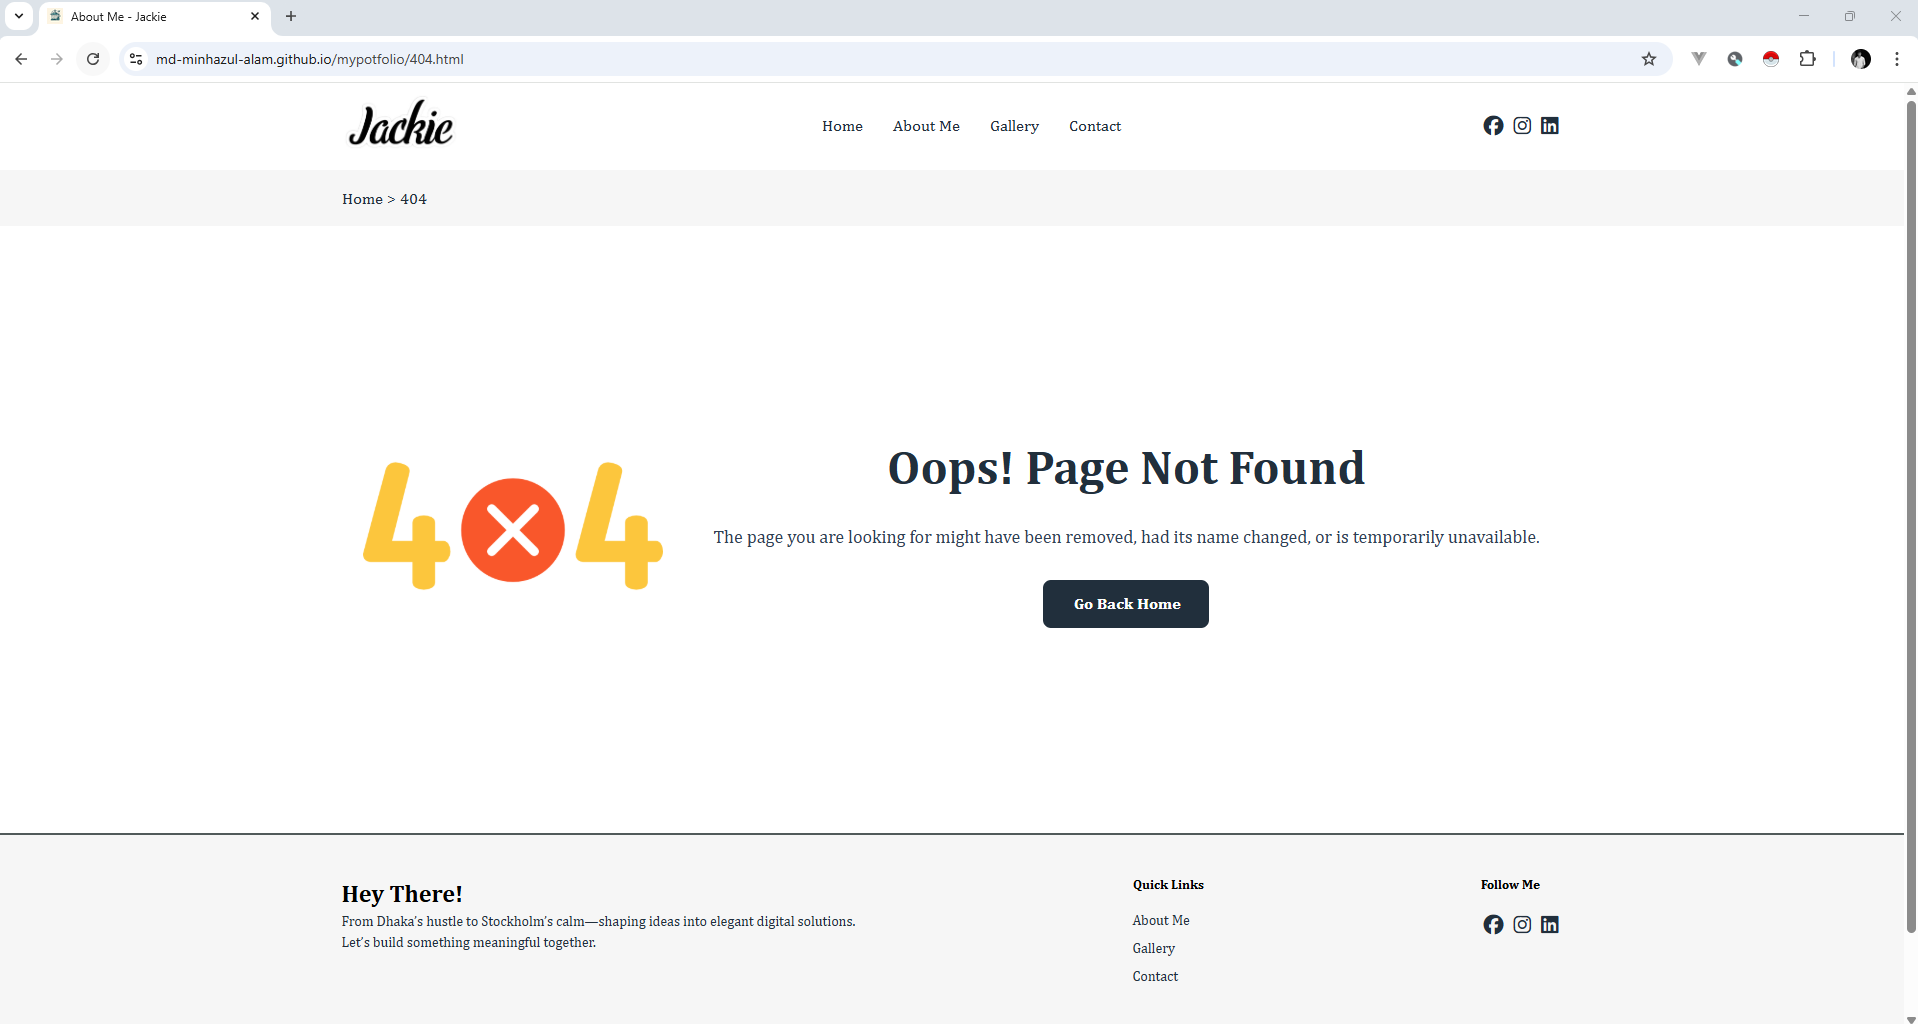 About Me - Jackie
md-minhazul-alam.github.io/mypotfolio/404.html
Jackie
Home
About Me
Gallery
Contact
Home > 404
4 4
Oops! Page Not Found
The page you are looking for might have been removed, had its name changed, or is temporarily unavailable.
Go Back Home
Hey There!
From Dhaka’s hustle to Stockholm’s calm—shaping ideas into elegant digital solutions.
Let’s build something meaningful together.
Quick Links
About Me
Gallery
Contact
Follow Me